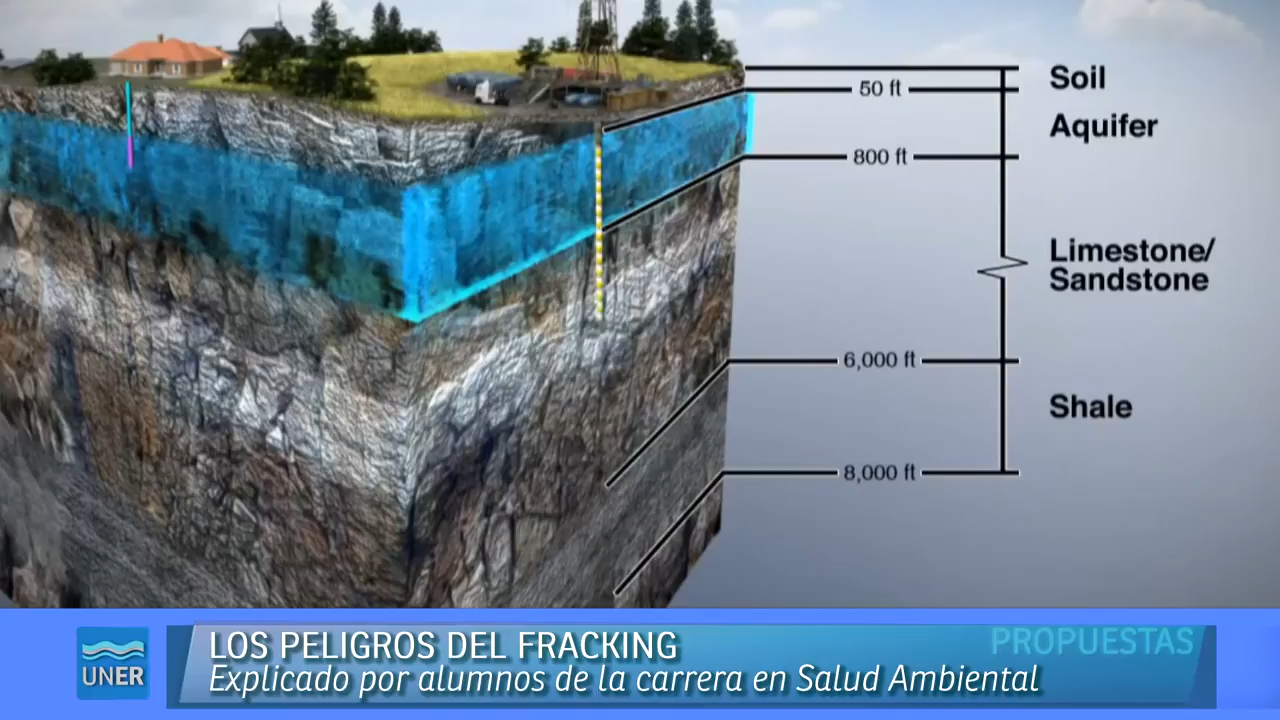 Soil
50 ft
Aquifer
800 ft
Limestone/
Sandstone
6,000 ft
Shale
8,000 ft
PROPUESTAS
LOS PELIGROS DEL FRACKING
Explicado por alumnos de la carrera en Salud Ambiental
UNER